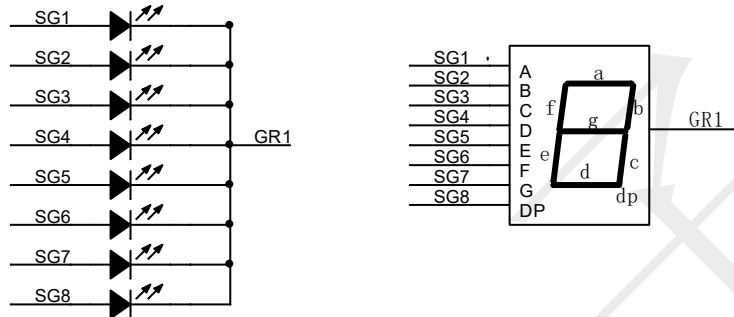 SG1
SG2
SG3
SG4
GR1
SG5
SG6
SG7
SG8
SG1
SG2
SG3
SG4
SG5
SG6
SG7
SG8
A
B
C
D
E
F
G
DP
a
f
b
g
e
c
d
dp
GR1